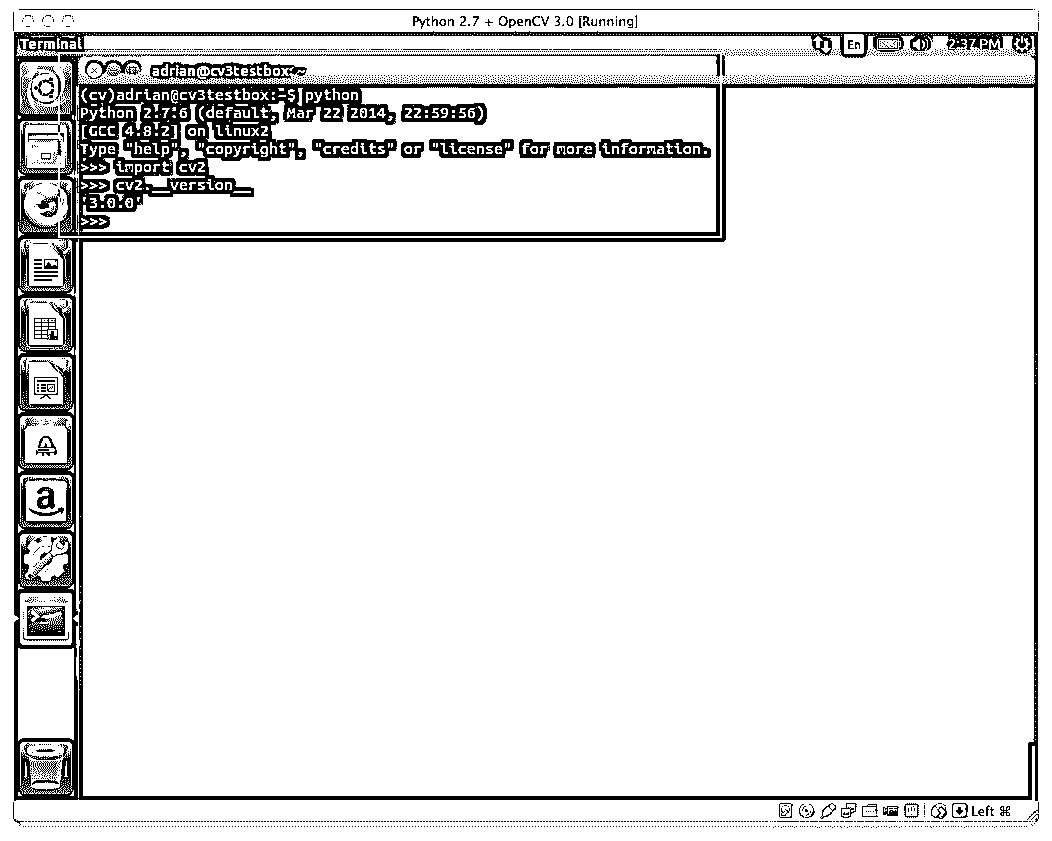 Python 2.7 + OpenCV 3.0 [Running]
Terminal
En
2:37 PM
adrian@cv3testbox: ~
(cv)adrian@cv3testbox:~$ python
Python 2.7.6 (default, Mar 22 2014, 22:59:56)
[GCC 4.8.2] on linux2
Type "help", "copyright", "credits" or "license" for more information.
>>> import cv2
>>> cv2.__version__
'3.0.0'
>>>
a
Left ⌘